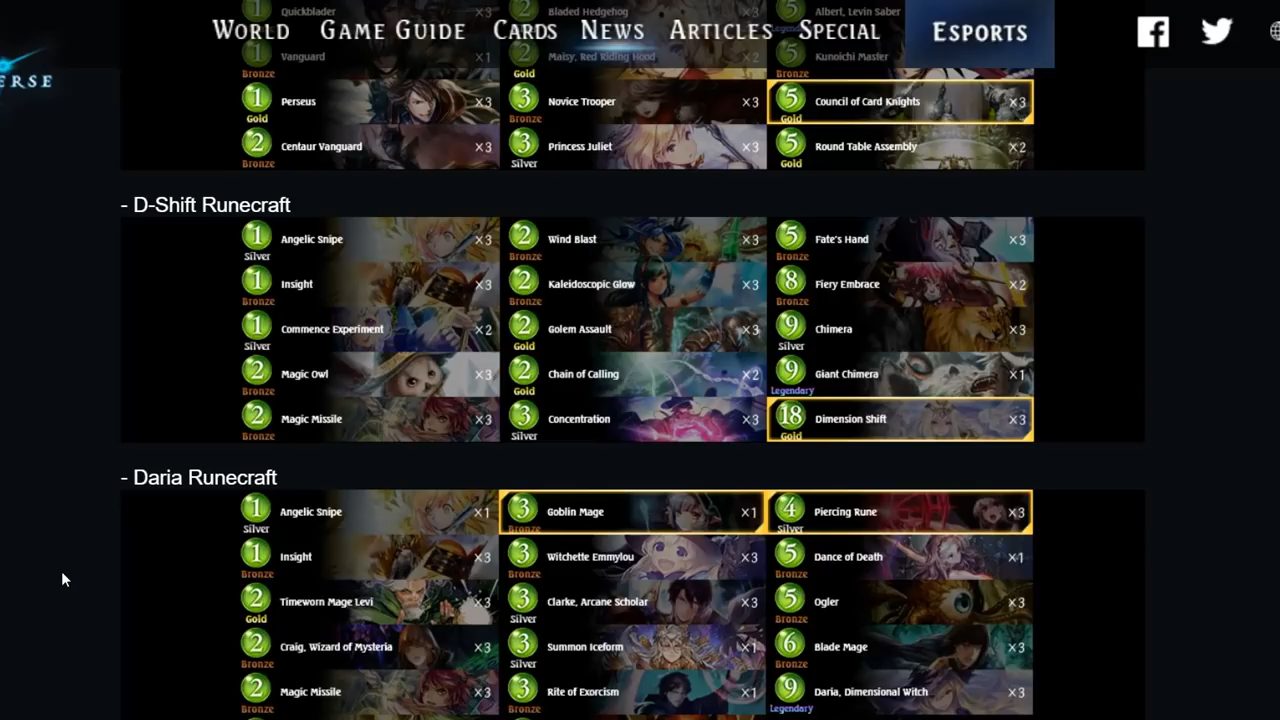 World Game Guide Cards News Articles Special Esports
ERSE
1 Quickblader ×3
Vanguard ×1
Bronze
1 Perseus ×3
Gold
2 Centaur Vanguard ×3
Bronze
2 Bladed Hedgehog ×3
2 Maisy, Red Riding Hood ×2
Gold
3 Novice Trooper ×3
Bronze
3 Princess Juliet ×3
Silver
5 Albert, Levin Saber
5 Kunoichi Master
Bronze
5 Council of Card Knights ×3
Gold
5 Round Table Assembly ×2
Gold
- D-Shift Runecraft
1 Angelic Snipe ×3
Silver
1 Insight ×3
Bronze
1 Commence Experiment ×2
Silver
2 Magic Owl ×3
Bronze
2 Magic Missile ×3
Bronze
2 Wind Blast ×3
Bronze
2 Kaleidoscopic Glow ×3
Bronze
2 Golem Assault ×3
Gold
2 Chain of Calling ×2
Gold
3 Concentration ×3
Silver
5 Fate's Hand ×3
Bronze
8 Fiery Embrace ×2
Bronze
9 Chimera ×3
Silver
9 Giant Chimera ×1
Legendary
18 Dimension Shift ×3
Gold
- Daria Runecraft
1 Angelic Snipe ×1
Silver
1 Insight ×3
Bronze
2 Timeworn Mage Levi ×3
Gold
2 Craig, Wizard of Mysteria ×3
Bronze
2 Magic Missile ×3
Bronze
3 Goblin Mage ×1
Bronze
3 Witchette Emmylou ×3
Bronze
3 Clarke, Arcane Scholar ×3
Silver
3 Summon Iceform ×1
Silver
3 Rite of Exorcism ×1
Bronze
4 Piercing Rune ×3
Silver
5 Dance of Death ×1
Bronze
5 Ogler ×3
Bronze
6 Blade Mage ×3
Bronze
9 Daria, Dimensional Witch ×3
Legendary